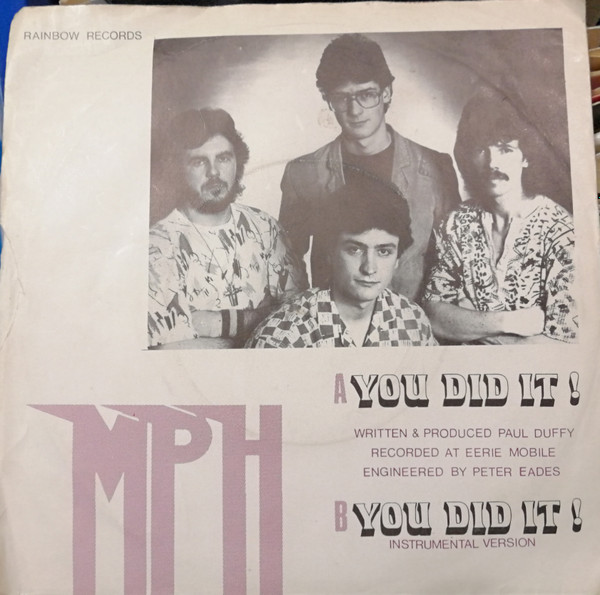 RAINBOW RECORDS
A YOU DID IT!
WRITTEN & PRODUCED PAUL DUFFY
RECORDED AT EERIE MOBILE
ENGINEERED BY PETER EADES
B YOU DID IT!
INSTRUMENTAL VERSION
MPH